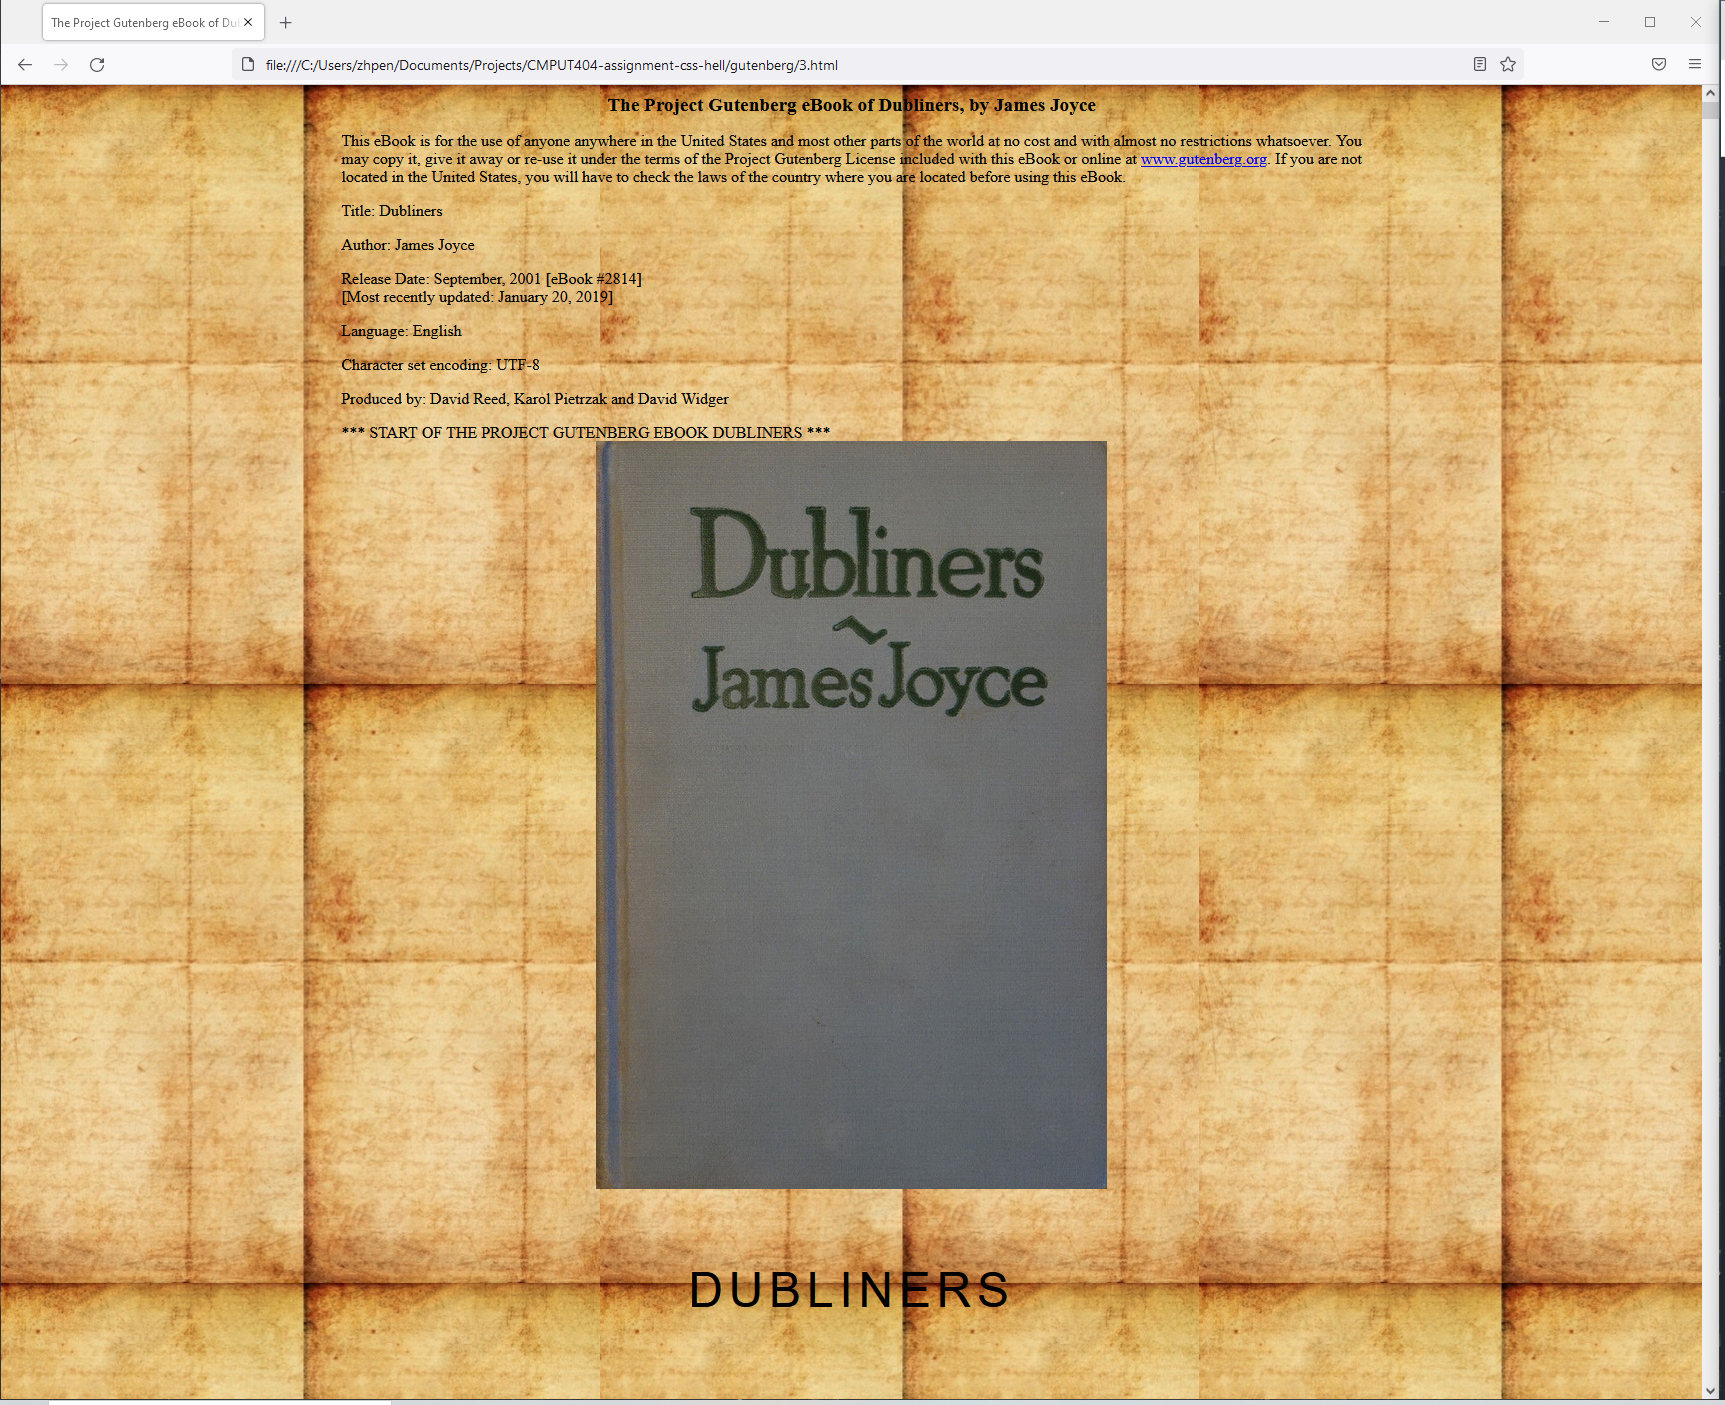 The Project Gutenberg eBook of Du
file:///C:/Users/zhpen/Documents/Projects/CMPUT404-assignment-css-hell/gutenberg/3.html
The Project Gutenberg eBook of Dubliners, by James Joyce
This eBook is for the use of anyone anywhere in the United States and most other parts of the world at no cost and with almost no restrictions whatsoever. You
may copy it, give it away or re-use it under the terms of the Project Gutenberg License included with this eBook or online at www.gutenberg.org. If you are not
located in the United States, you will have to check the laws of the country where you are located before using this eBook.
Title: Dubliners
Author: James Joyce
Release Date: September, 2001 [eBook #2814]
[Most recently updated: January 20, 2019]
Language: English
Character set encoding: UTF-8
Produced by: David Reed, Karol Pietrzak and David Widger
*** START OF THE PROJECT GUTENBERG EBOOK DUBLINERS ***
Dubliners
~
James Joyce
DUBLINERS